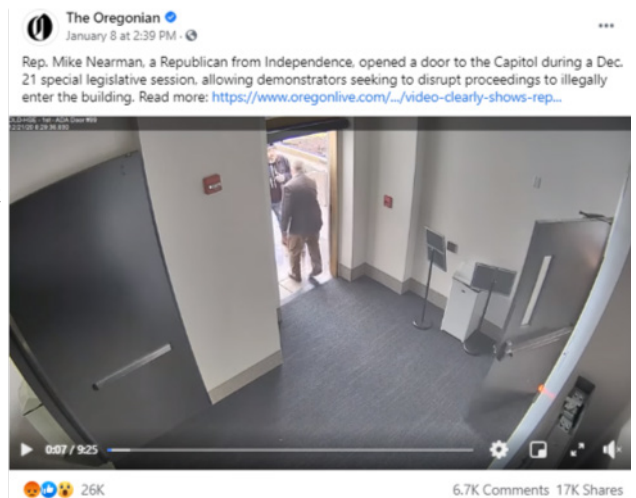 The Oregonian
January 8 at 2:39 PM ·
Rep. Mike Nearman, a Republican from Independence, opened a door to the Capitol during a Dec.
21 special legislative session, allowing demonstrators seeking to disrupt proceedings to illegally
enter the building. Read more: https://www.oregonlive.com/.../video-clearly-shows-rep...
0:07 / 9:25
26K
6.7K Comments 17K Shares